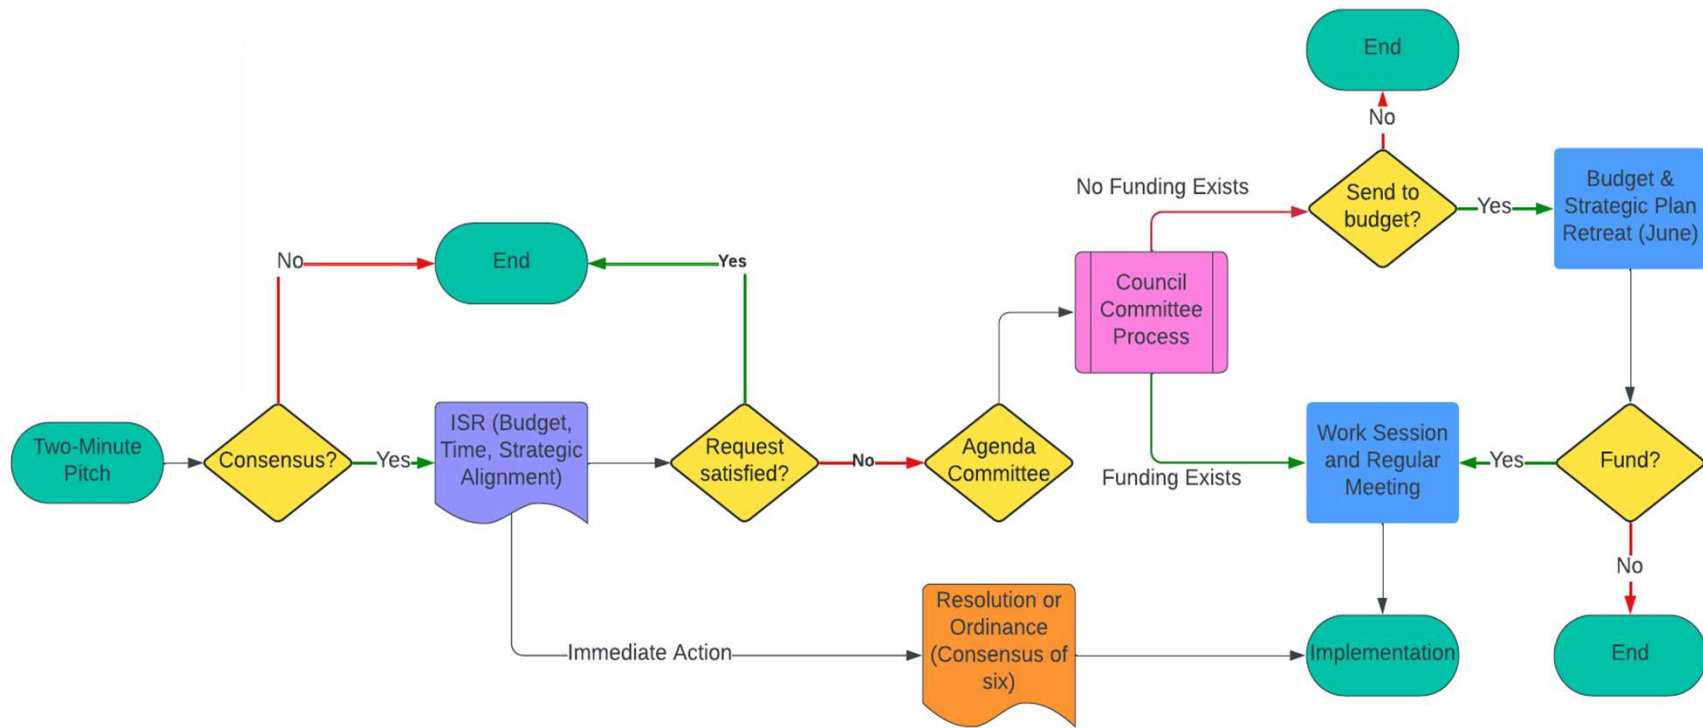 End
No
Send to
budget?
Yes
Budget &
Strategic Plan
Retreat (June)
No Funding Exists
No
End
Yes
Council
Committee
Process
Two-Minute
Pitch
Consensus?
Yes
ISR (Budget,
Time, Strategic
Alignment)
Request
satisfied?
No
Agenda
Committee
Funding Exists
Work Session
and Regular
Meeting
Yes
Fund?
No
Immediate Action
Resolution or
Ordinance
(Consensus of
six)
Implementation
End